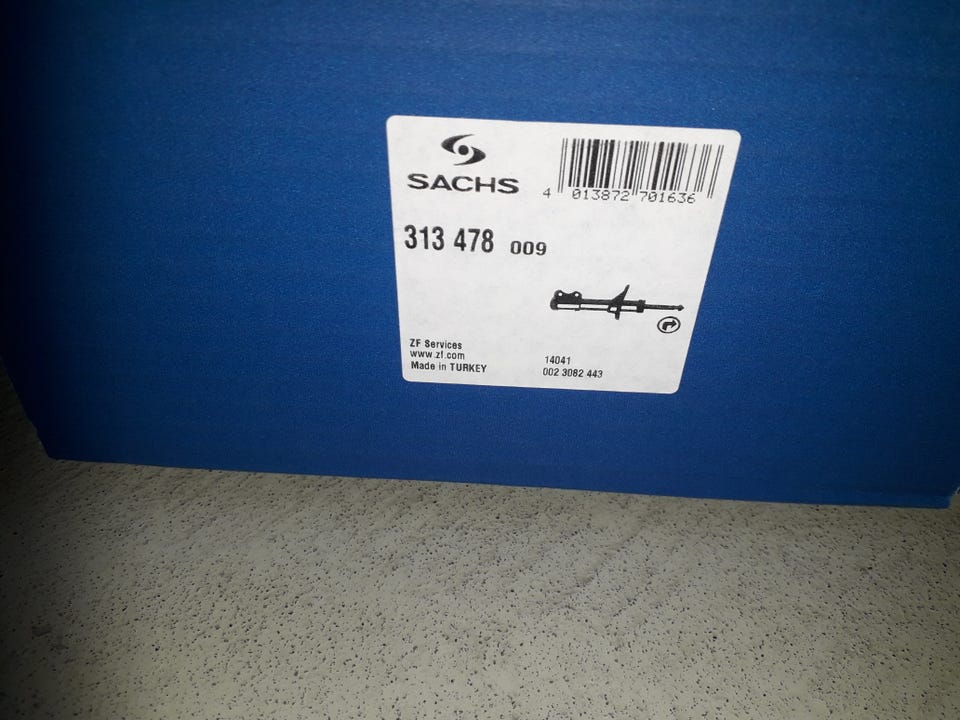 SACHS
4 013872 701636
313 478 009
ZF Services
www.zf.com
Made in TURKEY
14041
002 3082 443